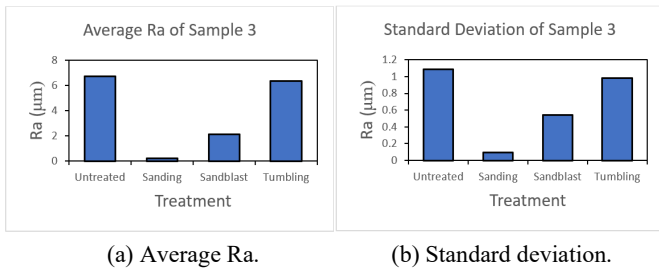 Average Ra of Sample 3
Ra (μm)
8
6
4
2
0
Untreated Sanding Sandblast Tumbling
Treatment
(a) Average Ra.
Standard Deviation of Sample 3
Ra (μm)
1.2
1
0.8
0.6
0.4
0.2
0
Untreated Sanding Sandblast Tumbling
Treatment
(b) Standard deviation.